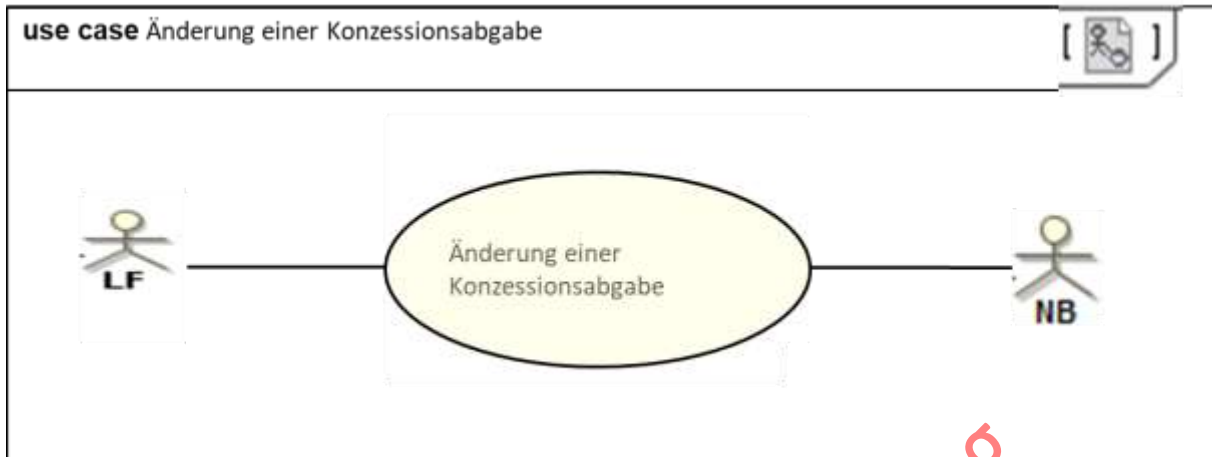 use case Änderung einer Konzessionsabgabe
[ ]
LF
Änderung einer
Konzessionsabgabe
NB